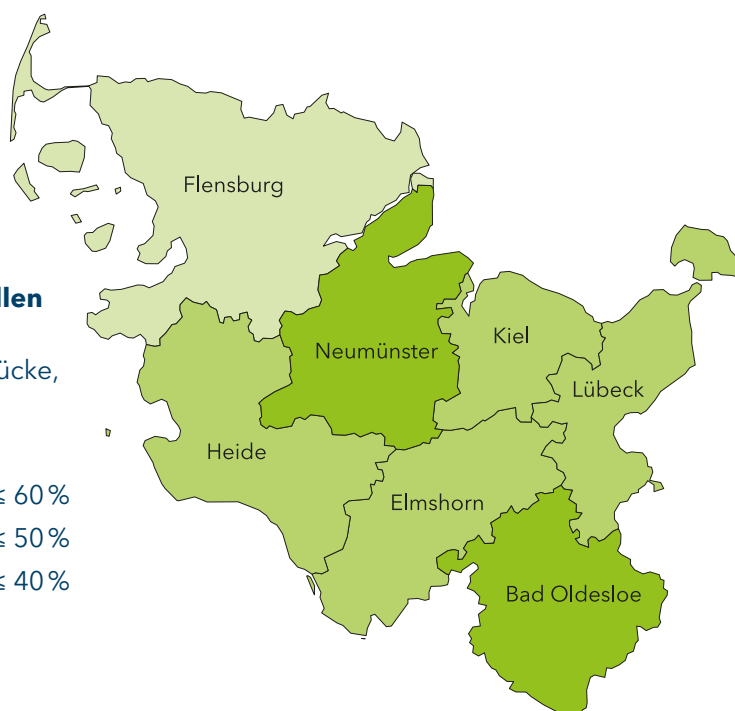 llen
ücke,
≤ 60 %
≤ 50 %
≤ 40 %
Flensburg
Neumünster
Kiel
Lübeck
Heide
Elmshorn
Bad Oldesloe